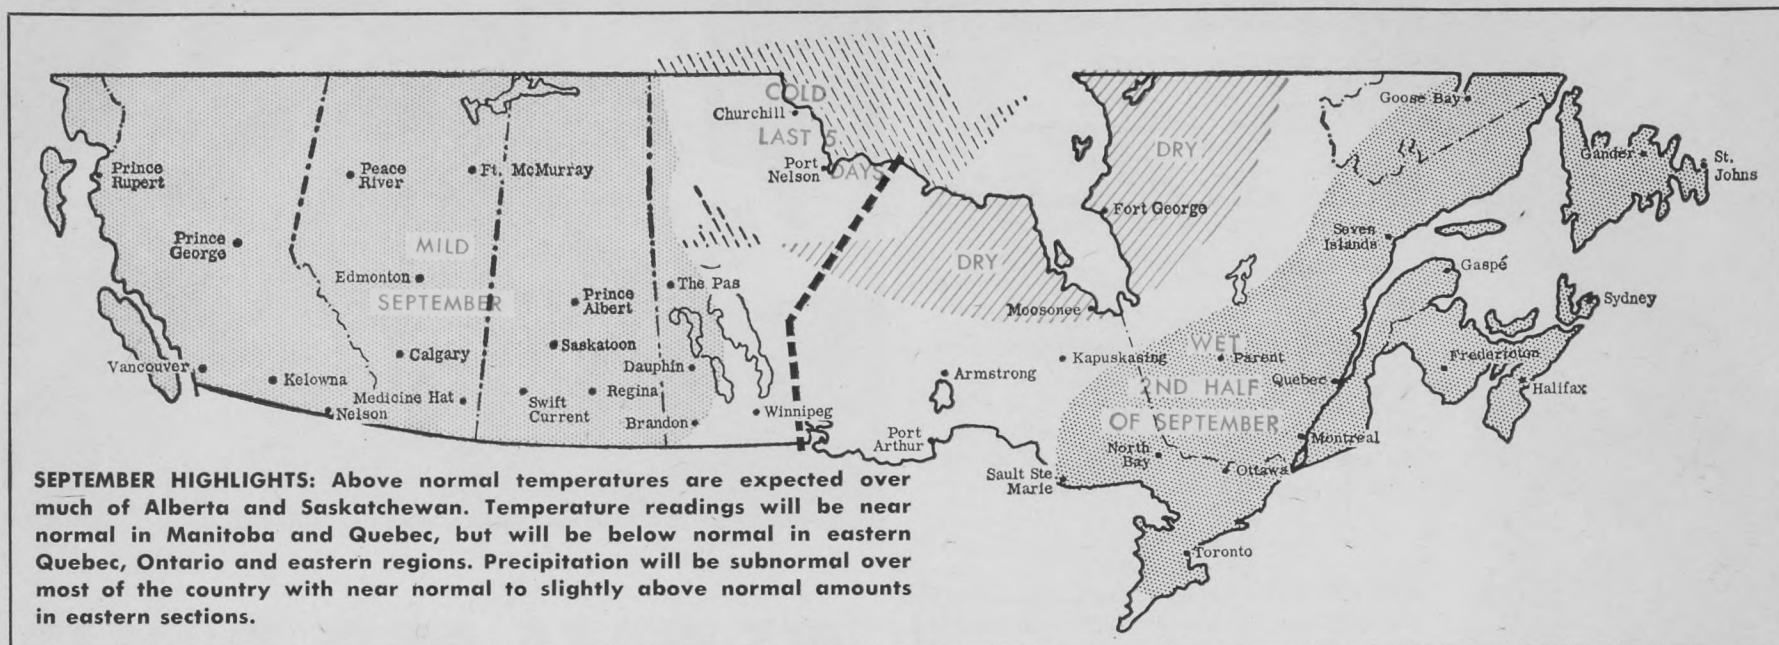 COLD
Churchill
LAST 5
DAYS
Port
Nelson
Goose Bay
DRY
Gander
St.
Johns
Prince
Rupert
Peace
River
Ft. McMurray
Fort George
Prince
George
MILD
SEPTEMBER
Edmonton
Prince
Albert
The Pas
DRY
Moosonee
Seven
Islands
Gaspé
Sydney
Vancouver
Kelowna
Calgary
Medicine Hat
Nelson
Saskatoon
Swift
Current
Regina
Dauphin
Brandon
Winnipeg
Armstrong
Port
Arthur
Kapuskasing
WET
2ND HALF
OF SEPTEMBER
Parent
Quebec
Fredericton
Halifax
Montreal
North
Bay
Ottawa
Sault Ste
Marie
Toronto
SEPTEMBER HIGHLIGHTS: Above normal temperatures are expected over
much of Alberta and Saskatchewan. Temperature readings will be near
normal in Manitoba and Quebec, but will be below normal in eastern
Quebec, Ontario and eastern regions. Precipitation will be subnormal over
most of the country with near normal to slightly above normal amounts
in eastern sections.